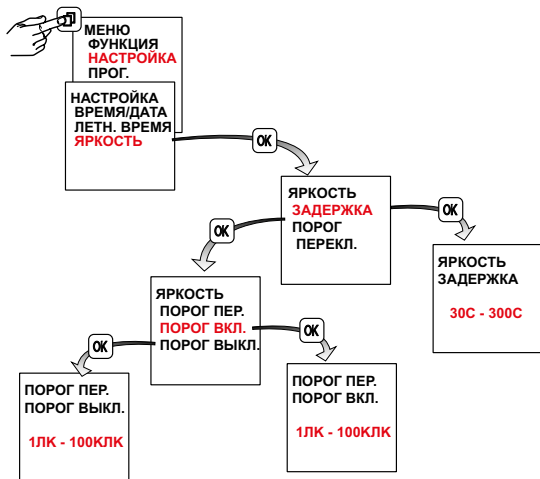 МЕНЮ
ФУНКЦИЯ
НАСТРОЙКА
ПРОГ.
НАСТРОЙКА
ВРЕМЯ/ДАТА
ЛЕТН. ВРЕМЯ
ЯРКОСТЬ
OK
ЯРКОСТЬ
ЗАДЕРЖКА
ПОРОГ
ПЕРЕКЛ.
OK
OK
ЯРКОСТЬ
ЗАДЕРЖКА
30С - 300С
ЯРКОСТЬ
ПОРОГ ПЕР.
ПОРОГ ВКЛ.
ПОРОГ ВЫКЛ.
OK
OK
ПОРОГ ПЕР.
ПОРОГ ВЫКЛ.
1ЛК - 100КЛК
ПОРОГ ПЕР.
ПОРОГ ВКЛ.
1ЛК - 100КЛК